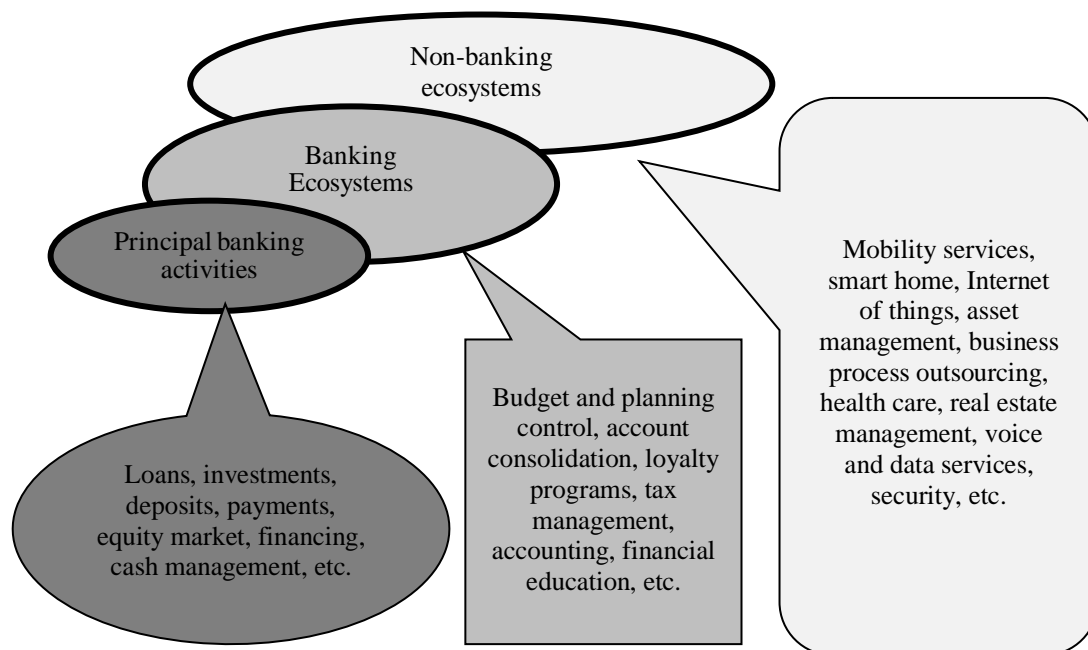 Non-banking
ecosystems
Banking
Ecosystems
Principal banking
activities
Loans, investments,
deposits, payments,
equity market, financing,
cash management, etc.
Budget and planning
control, account
consolidation, loyalty
programs, tax
management,
accounting, financial
education, etc.
Mobility services,
smart home, Internet
of things, asset
management, business
process outsourcing,
health care, real estate
management, voice
and data services,
security, etc.